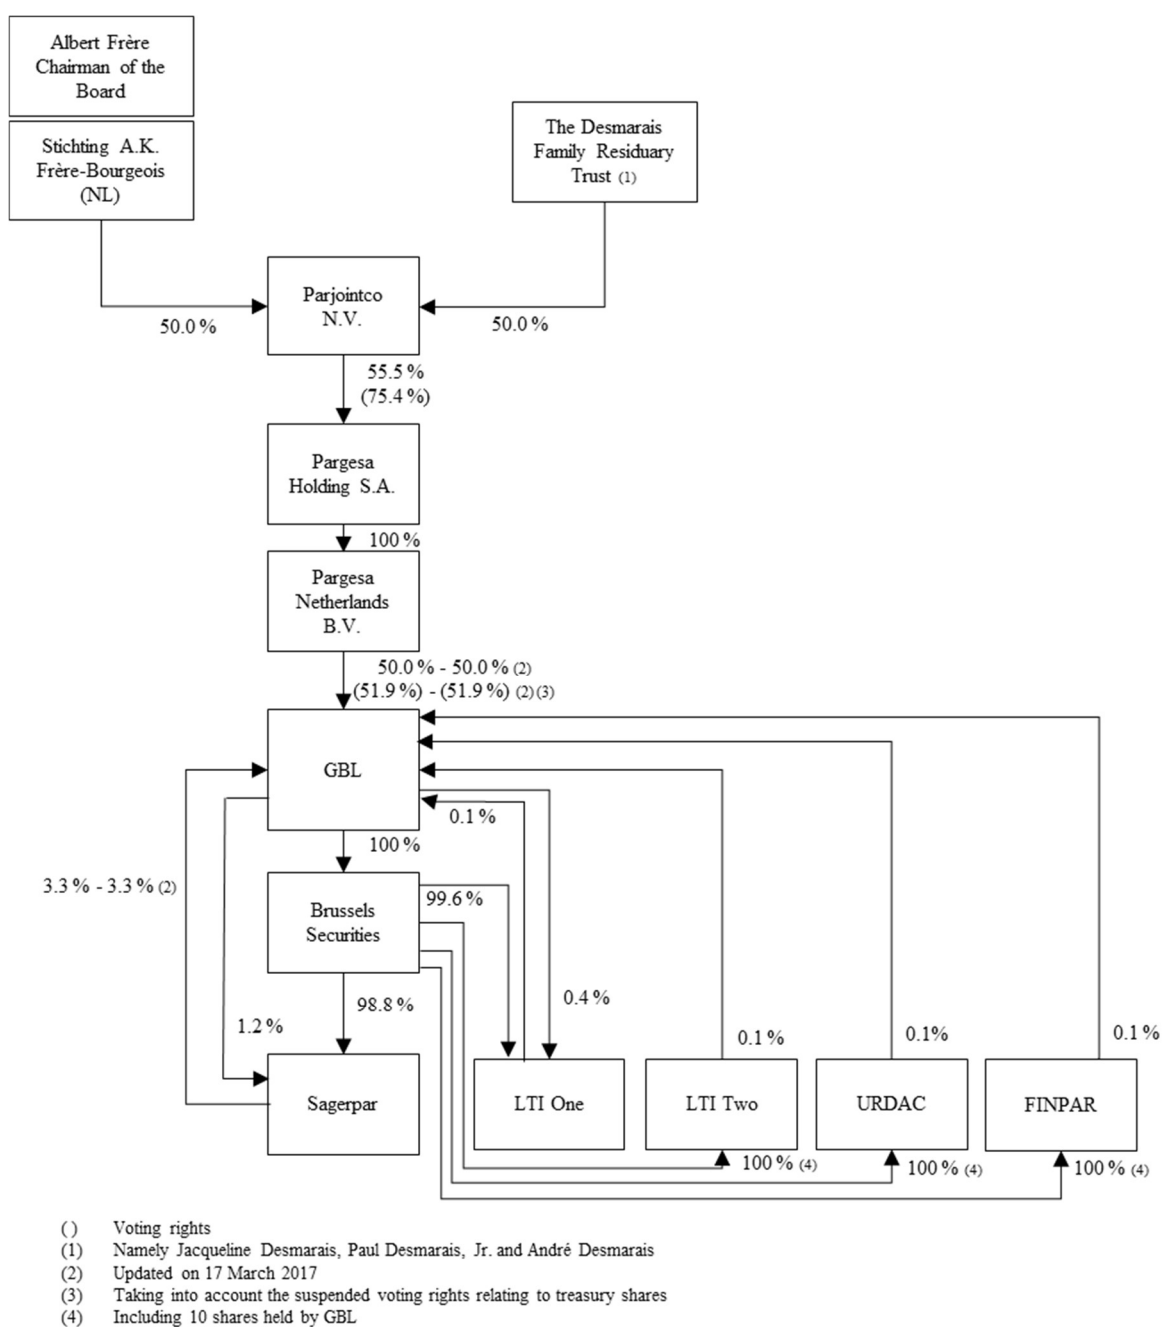 Albert Frère
Chairman of the
Board
Stichting A.K.
Frère-Bourgeois
(NL)
The Desmarais
Family Residuary
Trust (1)
Parjointco
N.V.
50.0 %
50.0 %
55.5 %
(75.4 %)
Pargesa
Holding S.A.
100 %
Pargesa
Netherlands
B.V.
50.0 % - 50.0 % (2)
(51.9 %) - (51.9 %) (2) (3)
GBL
0.1 %
100 %
3.3 % - 3.3 % (2)
99.6 %
Brussels
Securities
98.8 %
0.4 %
1.2 %
0.1 %
0.1%
0.1 %
Sagerpar
LTI One
LTI Two
URDAC
FINPAR
100 % (4)
100 % (4)
100 % (4)
( ) Voting rights
(1) Namely Jacqueline Desmarais, Paul Desmarais, Jr. and André Desmarais
(2) Updated on 17 March 2017
(3) Taking into account the suspended voting rights relating to treasury shares
(4) Including 10 shares held by GBL